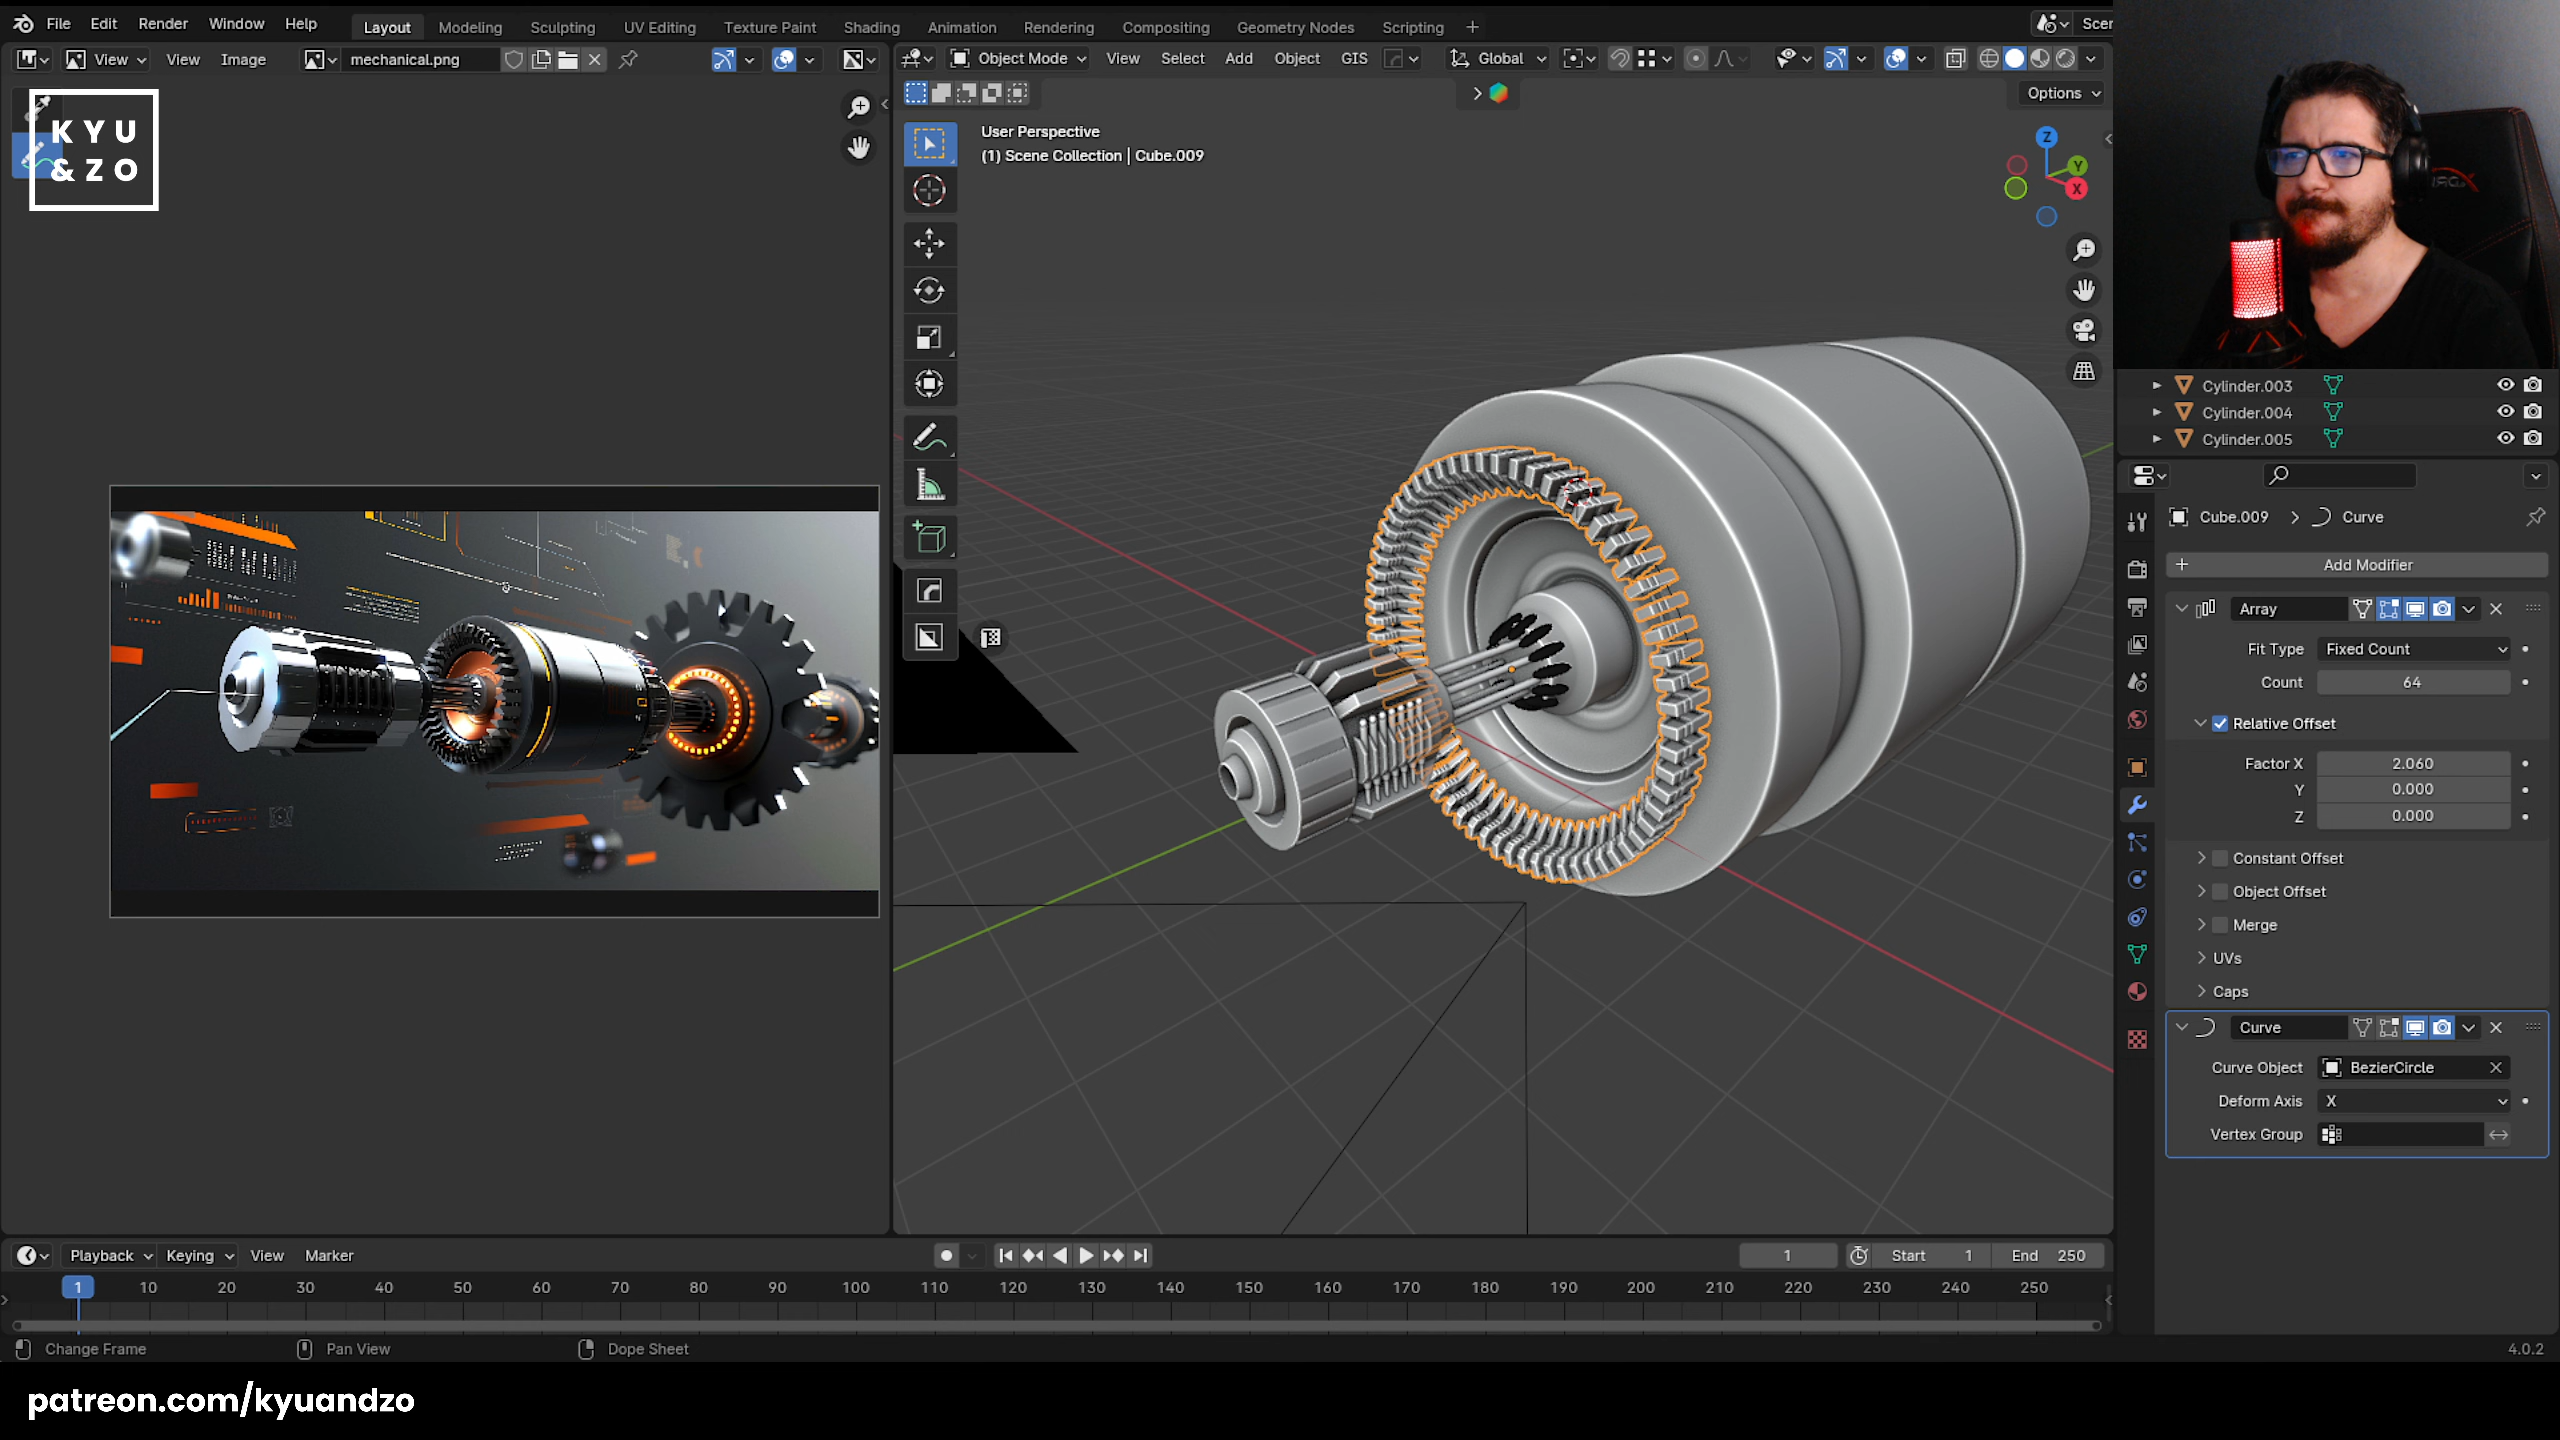 File Edit Render Window Help Layout Modeling Sculpting UV Editing Texture Paint Shading Animation Rendering Compositing Geometry Nodes Scripting + Scer
View View Image mechanical.png Object Mode View Select Add Object GIS Global
Options
KYU
&ZO
User Perspective
(1) Scene Collection | Cube.009
Z
Y
X
Cylinder.003
Cylinder.004
Cylinder.005
Cube.009 > Curve
+ Add Modifier
Array
Fit Type Fixed Count
Count 64
Relative Offset
Factor X 2.060
Y 0.000
Z 0.000
Constant Offset
Object Offset
Merge
UVs
Caps
Curve
Curve Object BezierCircle
Deform Axis X
Vertex Group
Playback Keying View Marker 1 Start 1 End 250
1 10 20 30 40 50 60 70 80 90 100 110 120 130 140 150 160 170 180 190 200 210 220 230 240 250
Change Frame Pan View Dope Sheet 4.0.2
patreon.com/kyuandzo